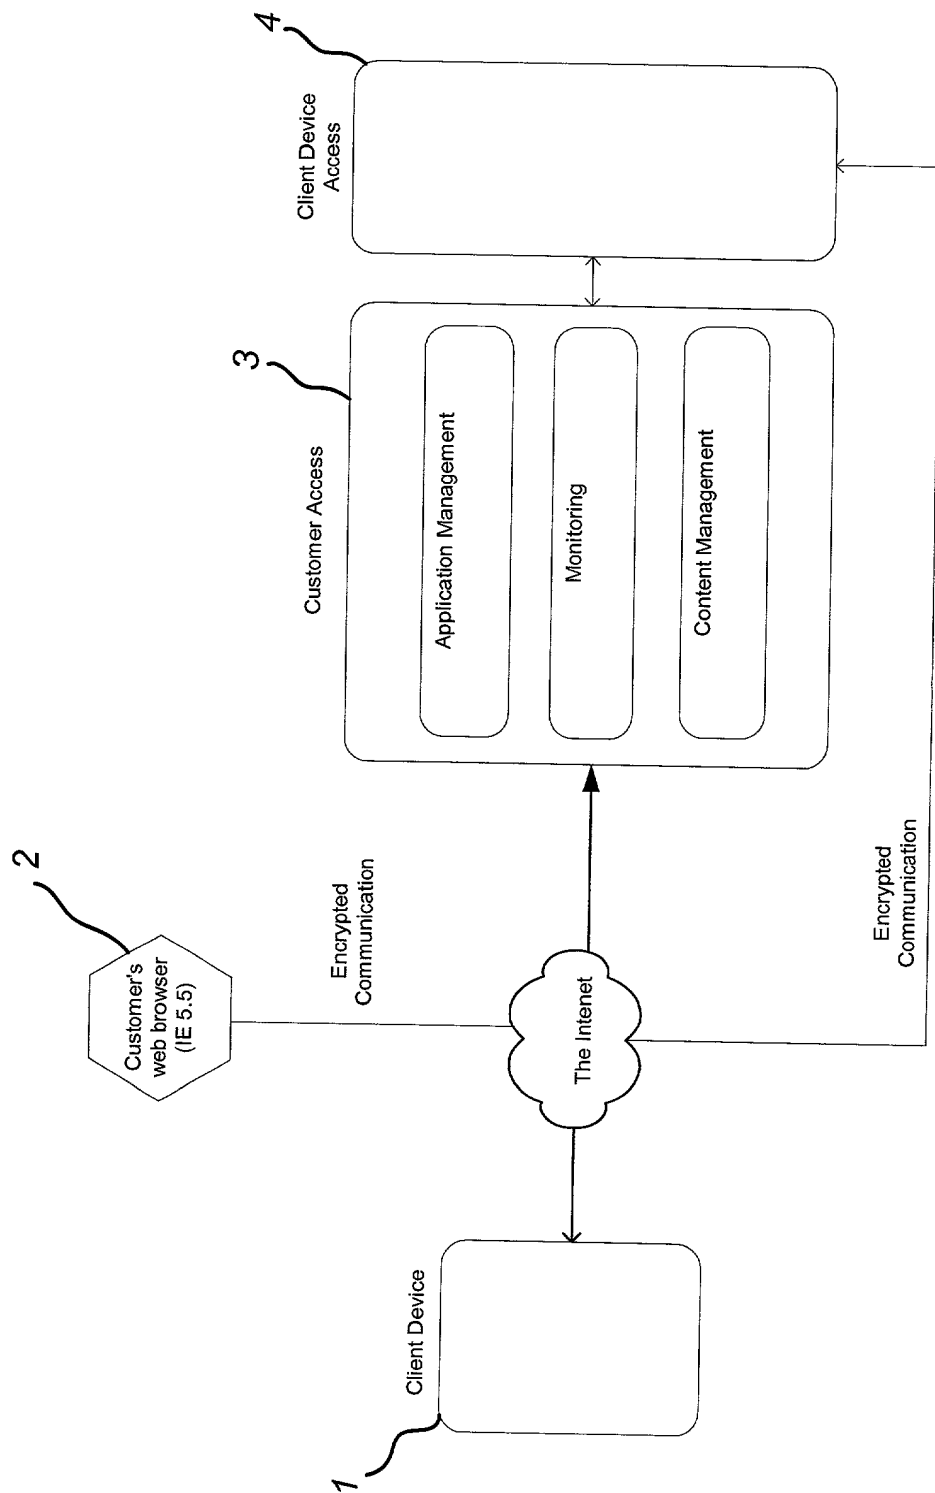 2
Customer's
web browser
(IE 5.5)
Encrypted
Communication
1
Client Device
The Internet
3
Customer Access
Application Management
Monitoring
Content Management
4
Client Device
Access
Encrypted
Communication